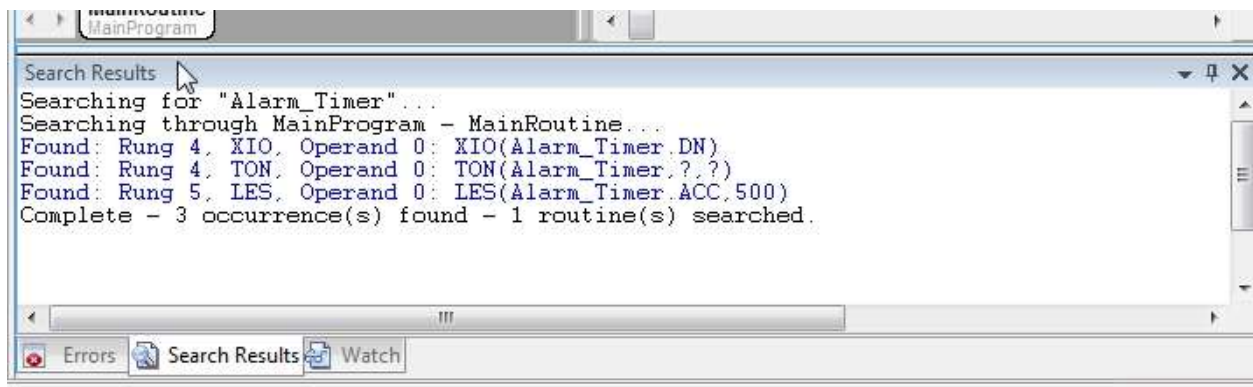 MainRoutine
MainProgram
Search Results
Searching for "Alarm_Timer"...
Searching through MainProgram - MainRoutine...
Found: Rung 4, XIO, Operand 0: XIO(Alarm_Timer.DN)
Found: Rung 4, TON, Operand 0: TON(Alarm_Timer,?,?)
Found: Rung 5, LES, Operand 0: LES(Alarm_Timer.ACC,500)
Complete - 3 occurrence(s) found - 1 routine(s) searched.
Errors Search Results Watch